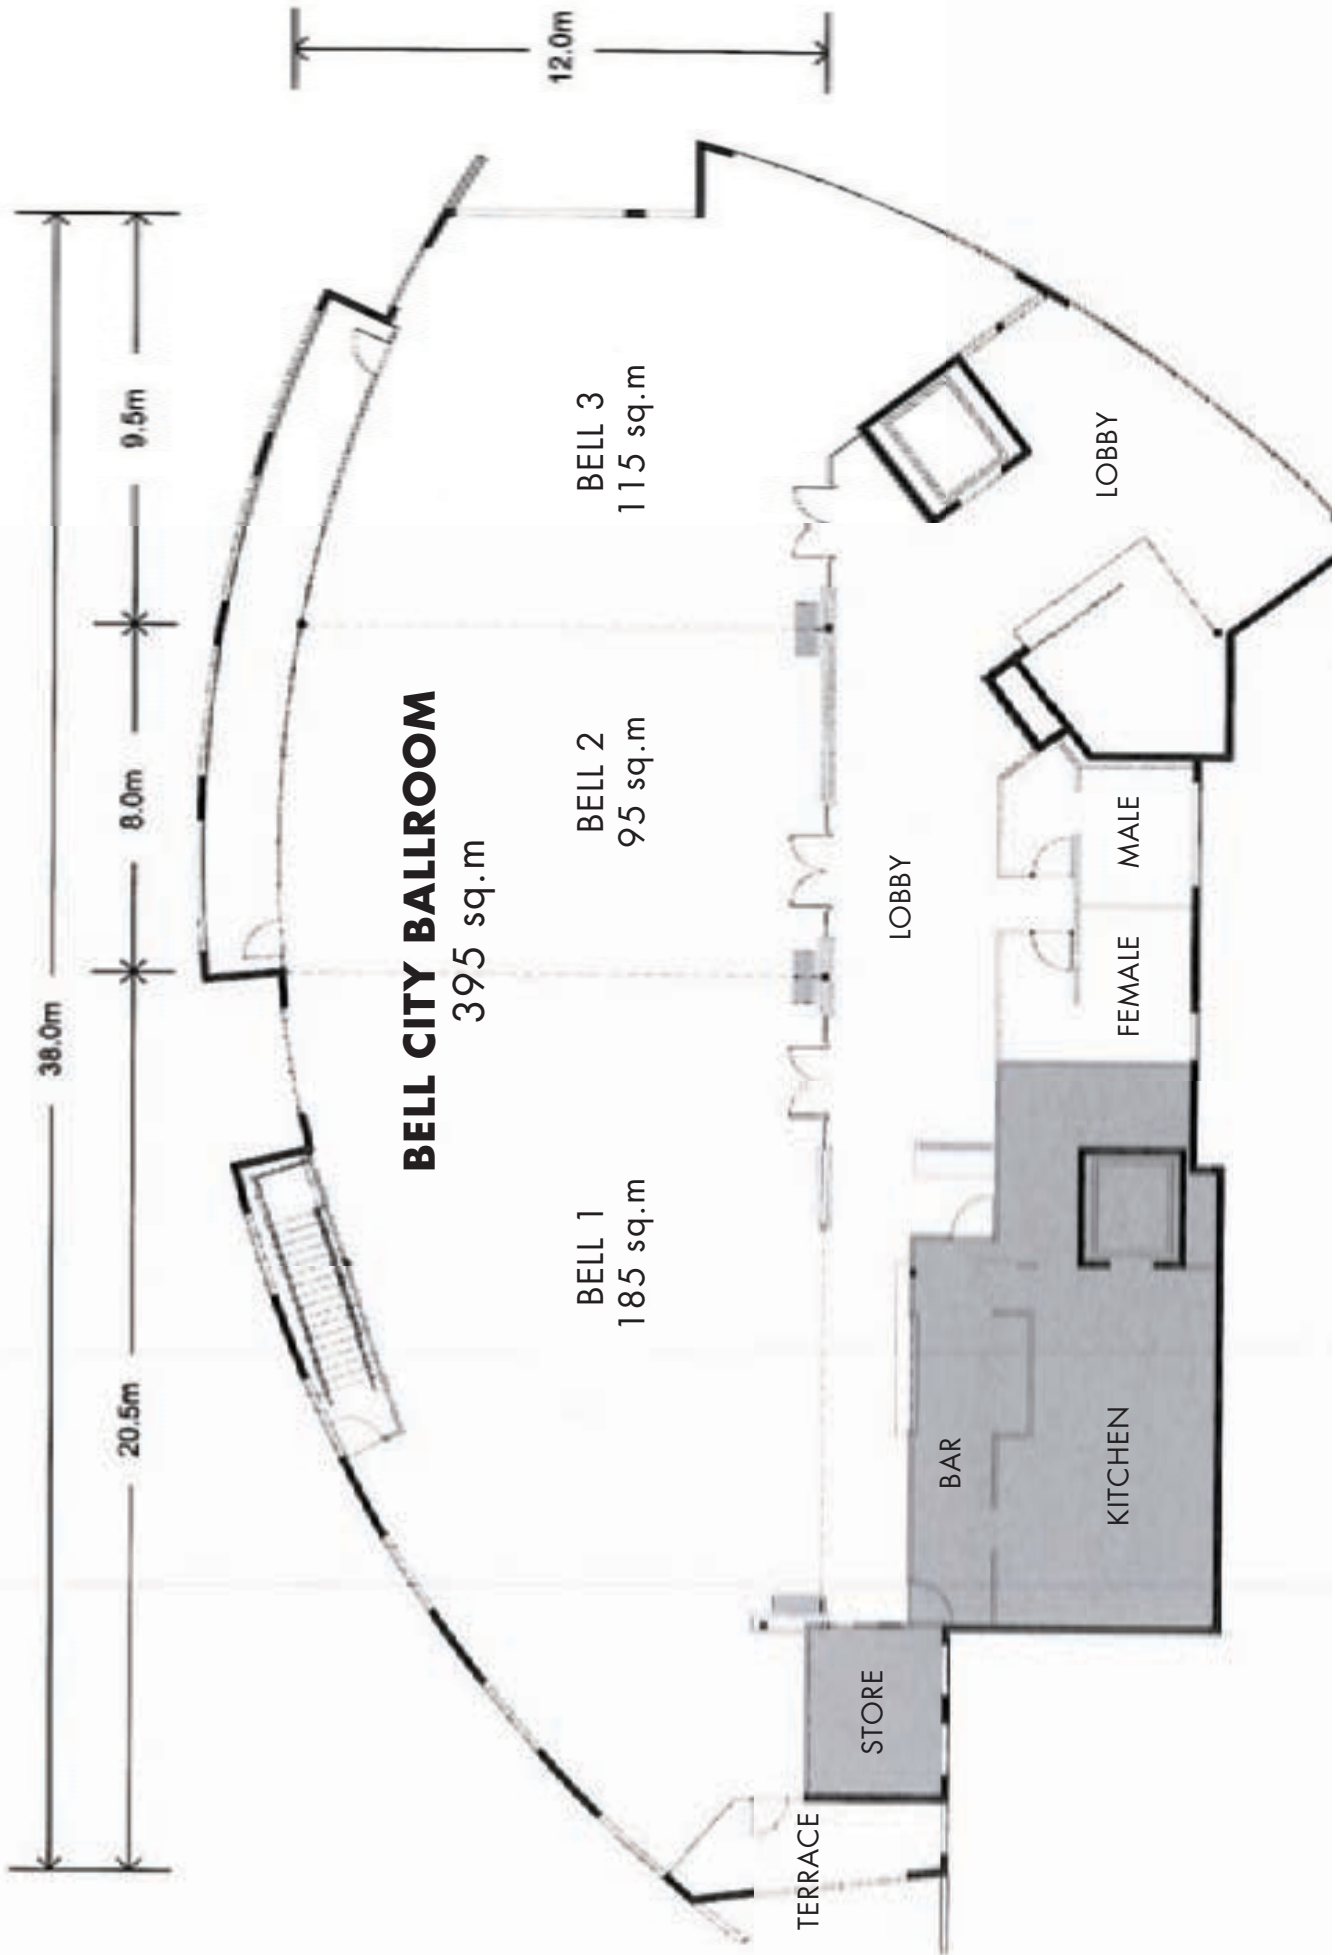 38.0m
20.5m
8.0m
9.5m
12.0m
BELL CITY BALLROOM
395 sq.m
BELL 1
185 sq.m
BELL 2
95 sq.m
BELL 3
115 sq.m
TERRACE
STORE
BAR
LOBBY
KITCHEN
FEMALE
MALE
LOBBY